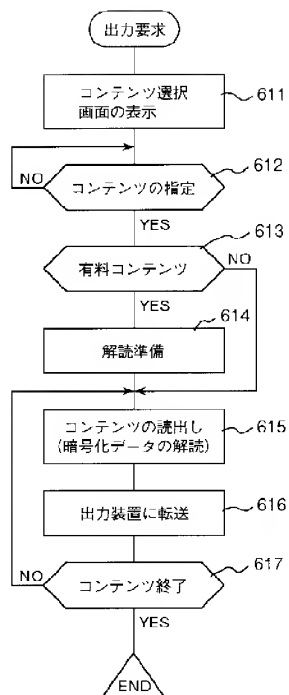 出力要求
コンテンツ選択
画面の表示
611
612
NO
コンテンツの指定
YES
613
有料コンテンツ
NO
YES
614
解読準備
コンテンツの読出し
(暗号化データの解読)
615
出力装置に転送
616
617
NO
コンテンツ終了
YES
END